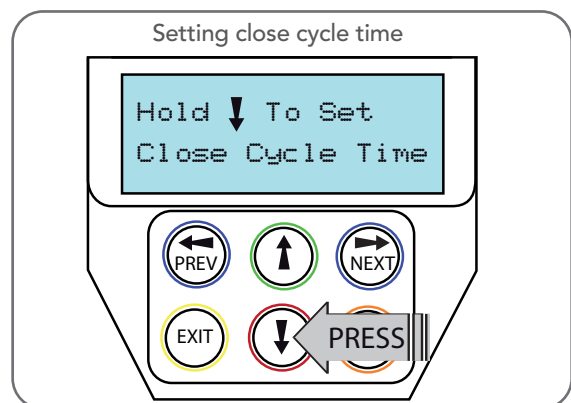 Setting close cycle time
Hold To Set
Close Cycle Time
PREV
NEXT
EXIT
PRESS